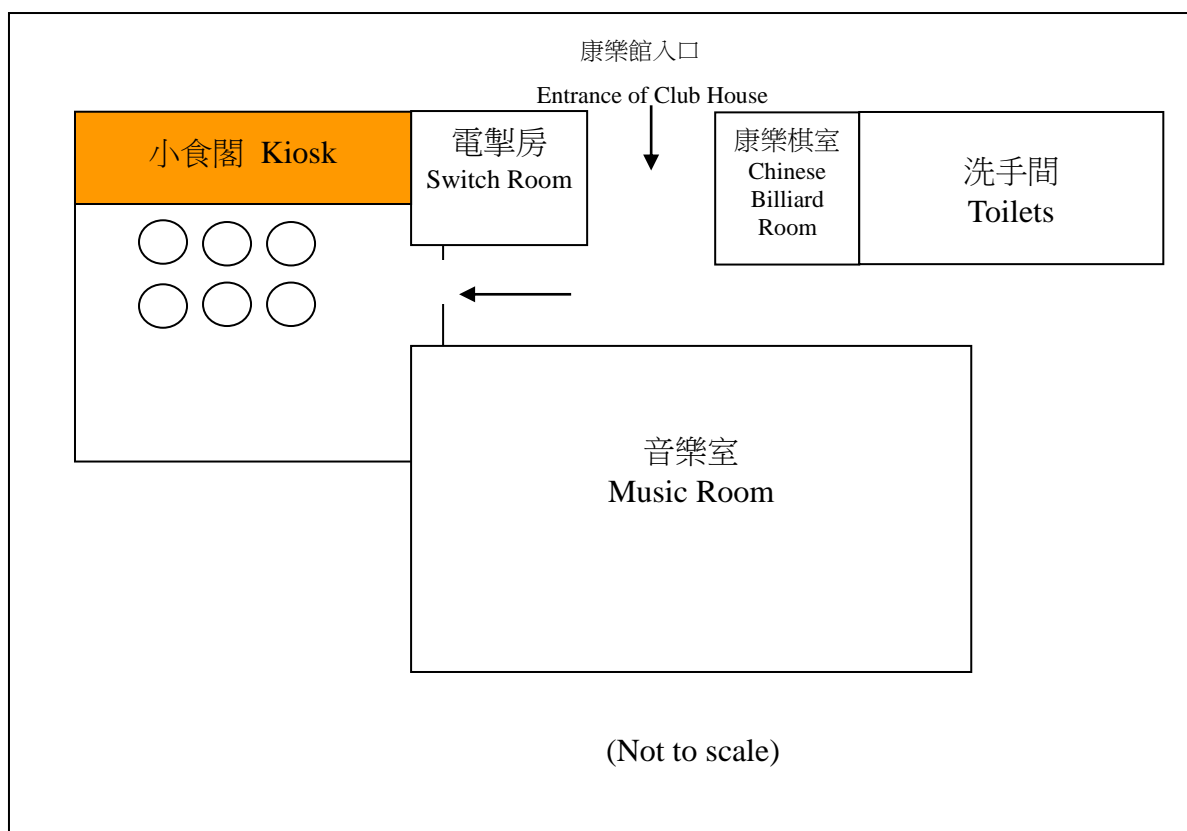 康樂館入口
Entrance of Club House
小食閣 Kiosk
電掣房
Switch Room
康樂棋室
Chinese
Billiard
Room
洗手間
Toilets
音樂室
Music Room
(Not to scale)